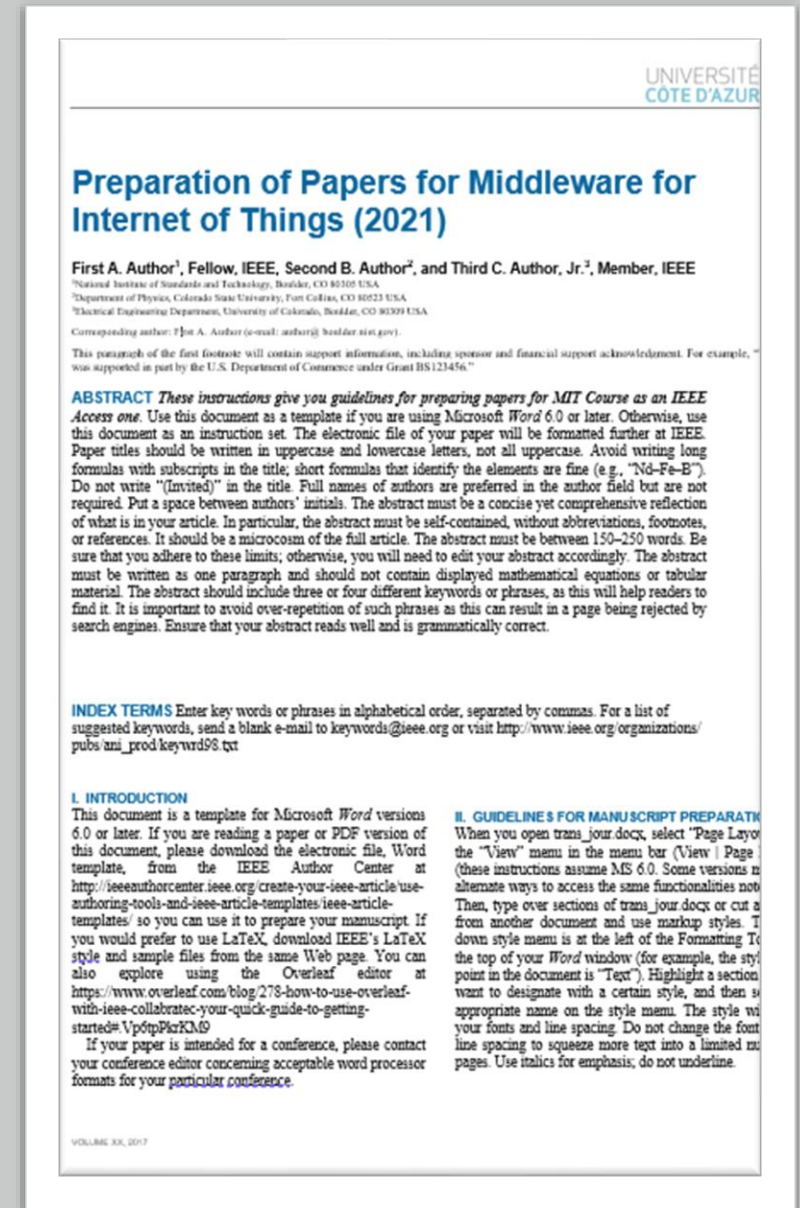 UNIVERSITÉ
CÔTE D'AZUR
Preparation of Papers for Middleware for
Internet of Things (2021)
First A. Author¹, Fellow, IEEE, Second B. Author², and Third C. Author, Jr.³, Member, IEEE
¹National Institute of Standards and Technology, Boulder, CO 80305 USA
²Department of Physics, Colorado State University, Fort Collins, CO 80523 USA
³Electrical Engineering Department, University of Colorado, Boulder, CO 80309 USA
Corresponding author: First A. Author (e-mail: author@ boulder.nist.gov).
This paragraph of the first footnote will contain support information, including sponsor and financial support acknowledgment. For example, "
was supported in part by the U.S. Department of Commerce under Grant BS123456."
ABSTRACT These instructions give you guidelines for preparing papers for MIT Course as an IEEE
Access one. Use this document as a template if you are using Microsoft Word 6.0 or later. Otherwise, use
this document as an instruction set. The electronic file of your paper will be formatted further at IEEE.
Paper titles should be written in uppercase and lowercase letters, not all uppercase. Avoid writing long
formulas with subscripts in the title; short formulas that identify the elements are fine (e.g., "Nd–Fe–B").
Do not write "(Invited)" in the title. Full names of authors are preferred in the author field but are not
required. Put a space between authors' initials. The abstract must be a concise yet comprehensive reflection
of what is in your article. In particular, the abstract must be self-contained, without abbreviations, footnotes,
or references. It should be a microcosm of the full article. The abstract must be between 150–250 words. Be
sure that you adhere to these limits; otherwise, you will need to edit your abstract accordingly. The abstract
must be written as one paragraph and should not contain displayed mathematical equations or tabular
material. The abstract should include three or four different keywords or phrases, as this will help readers to
find it. It is important to avoid over-repetition of such phrases as this can result in a page being rejected by
search engines. Ensure that your abstract reads well and is grammatically correct.
INDEX TERMS Enter key words or phrases in alphabetical order, separated by commas. For a list of
suggested keywords, send a blank e-mail to keywords@ieee.org or visit http://www.ieee.org/organizations/
pubs/ani_prod/keywrd98.txt
I. INTRODUCTION
This document is a template for Microsoft Word versions
6.0 or later. If you are reading a paper or PDF version of
this document, please download the electronic file, Word
template, from the IEEE Author Center at
http://ieeeauthorcenter.ieee.org/create-your-ieee-article/use-
authoring-tools-and-ieee-article-templates/ieee-article-
templates/ so you can use it to prepare your manuscript. If
you would prefer to use LaTeX, download IEEE's LaTeX
style and sample files from the same Web page. You can
also explore using the Overleaf editor at
https://www.overleaf.com/blog/278-how-to-use-overleaf-
with-ieee-collabratec-your-quick-guide-to-getting-
started#.Vp6tpPkrKM9
If your paper is intended for a conference, please contact
your conference editor concerning acceptable word processor
formats for your particular conference.
II. GUIDELINES FOR MANUSCRIPT PREPARATI
When you open trans_jour.docx, select "Page Layo
the "View" menu in the menu bar (View | Page
(these instructions assume MS 6.0. Some versions m
alternate ways to access the same functionalities not
Then, type over sections of trans_jour.docx or cut a
from another document and use markup styles. T
down style menu is at the left of the Formatting To
the top of your Word window (for example, the styl
point in the document is "Text"). Highlight a section
want to designate with a certain style, and then s
appropriate name on the style menu. The style wi
your fonts and line spacing. Do not change the font
line spacing to squeeze more text into a limited nu
pages. Use italics for emphasis; do not underline.
VOLUME XX, 2017